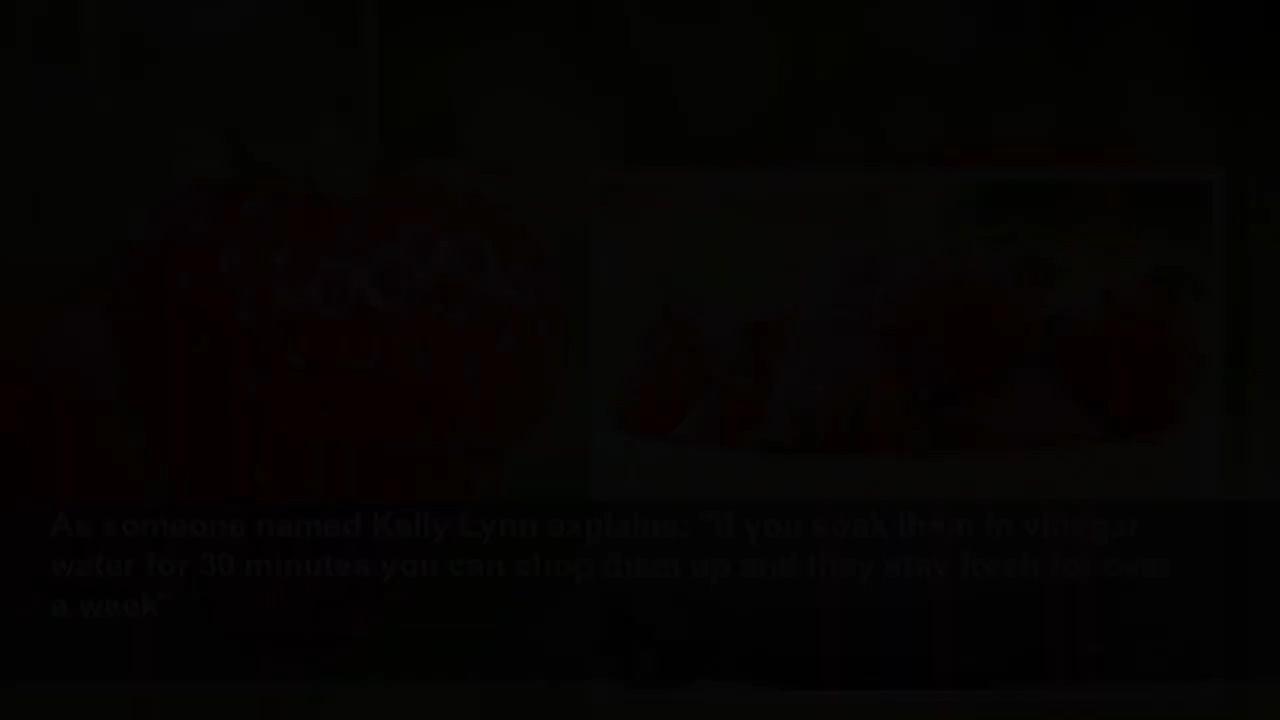 As someone named Kelly Lynn explains: "If you soak them in vinegar
water for 30 minutes you can chop them up and they stay fresh for over
a week"